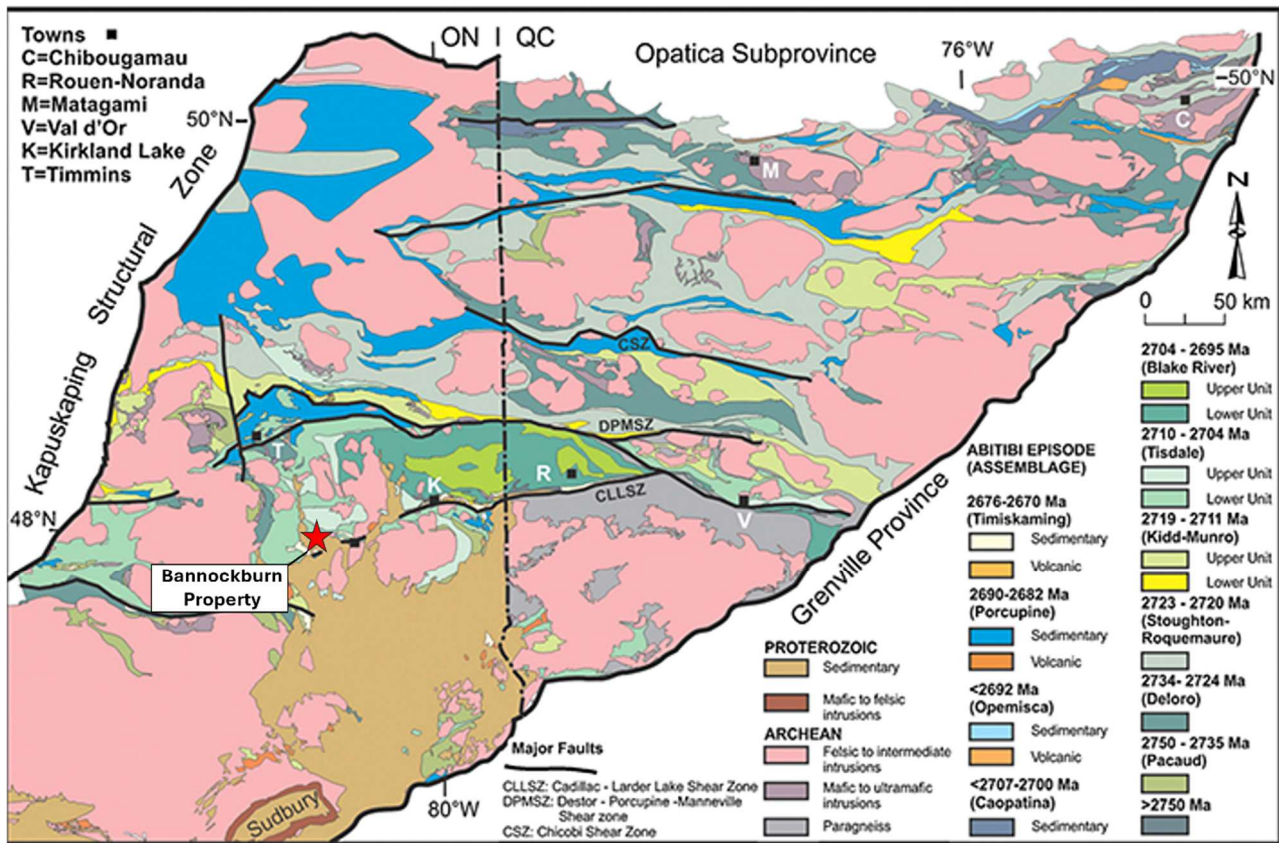 Towns
C=Chibougamau
R=Rouen-Noranda
M=Matagami
V=Val d'Or
K=Kirkland Lake
T=Timmins
ON
QC
Opatica Subprovince
76°W
50°N
50°N
Kapuskaping Structural Zone
C
M
N
S
0 50 km
CSZ
DPMSZ
T
K
R
CLLSZ
V
48°N
Bannockburn
Property
Grenville Province
80°W
Sudbury
Major Faults
CLLSZ: Cadillac - Larder Lake Shear Zone
DPMSZ: Destor - Porcupine -Manneville
Shear zone
CSZ: Chicobi Shear Zone
PROTEROZOIC
Sedimentary
Mafic to felsic
intrusions
ARCHEAN
Felsic to intermediate
intrusions
Mafic to ultramafic
intrusions
Paragneiss
ABITIBI EPISODE
(ASSEMBLAGE)
2676-2670 Ma
(Timiskaming)
Sedimentary
Volcanic
2690-2682 Ma
(Porcupine)
Sedimentary
Volcanic
<2692 Ma
(Opemisca)
Sedimentary
Volcanic
<2707-2700 Ma
(Caopatina)
Sedimentary
2704 - 2695 Ma
(Blake River)
Upper Unit
Lower Unit
2710 - 2704 Ma
(Tisdale)
Upper Unit
Lower Unit
2719 - 2711 Ma
(Kidd-Munro)
Upper Unit
Lower Unit
2723 - 2720 Ma
(Stoughton-
Roquemaure)
2734- 2724 Ma
(Deloro)
2750 - 2735 Ma
(Pacaud)
>2750 Ma